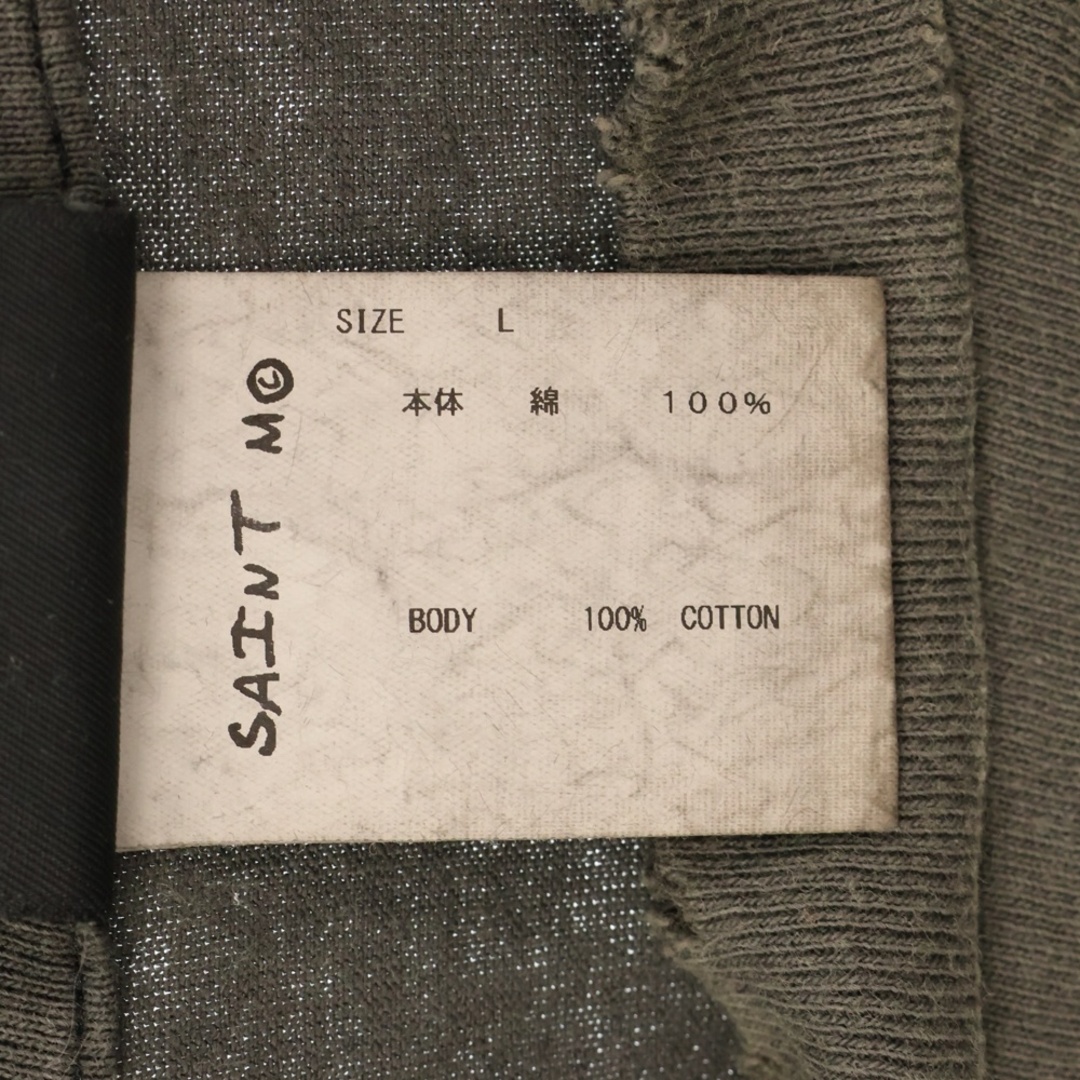 SIZE L
本体 綿 １００%
BODY 100% COTTON
SAINT M©